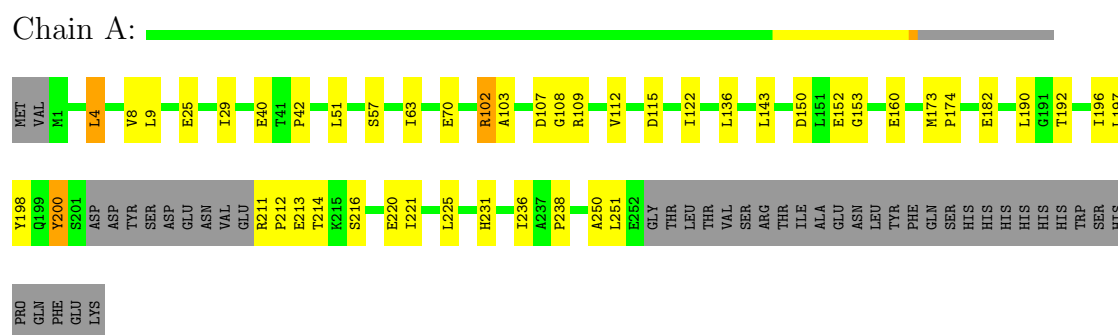 Chain A:
MET VAL M1 L4 V8 L9 E25 I29 E40 T41 P42 L51 S57 I63 E70 R102 A103 D107 G108 R109 V112 D115 I122 L136 L143 D150 L151 E152 G153 E160 M173 P174 E182 L190 G191 T192 I196 L197
Y198 Q199 Y200 S201 ASP ASP TYR SER ASP GLU ASN VAL GLU R211 P212 E213 T214 K215 S216 E220 I221 L225 H231 I236 A237 P238 A250 L251 E252 GLY THR LEU THR VAL SER ARG THR ILE ALA GLU ASN LEU TYR PHE GLN SER HIS HIS HIS HIS HIS HIS TRP SER HIS
PRO GLN PHE GLU LYS